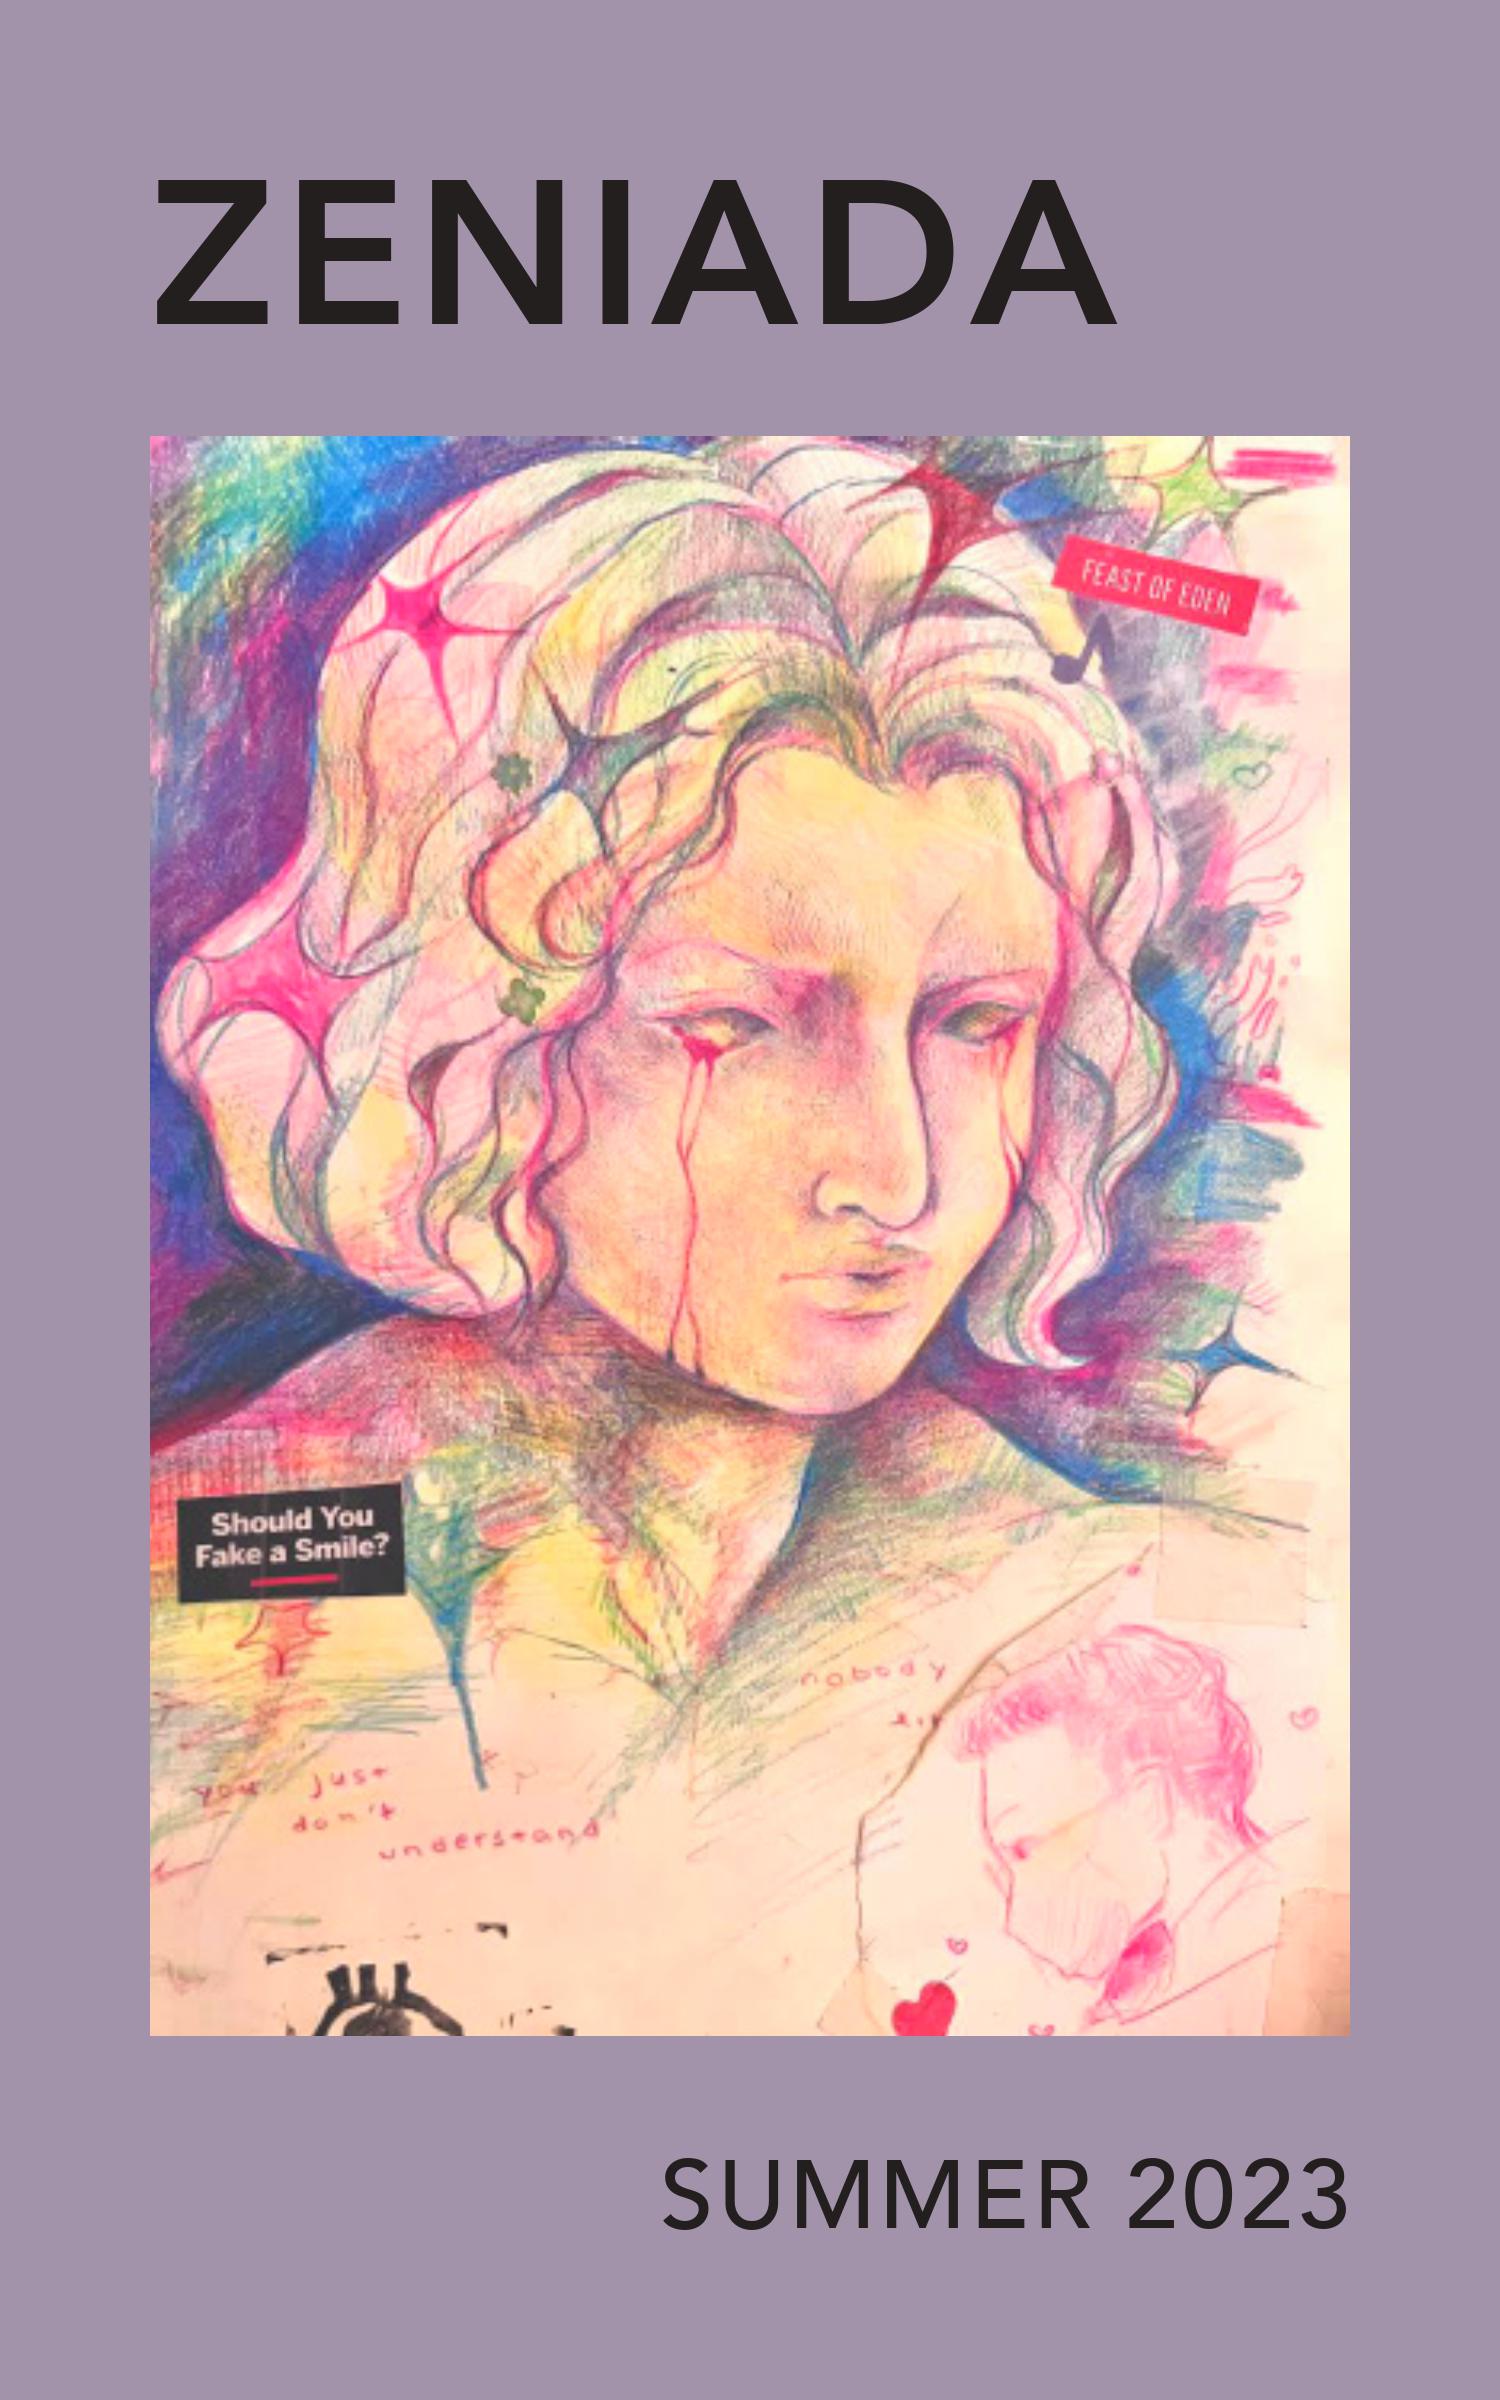 ZENIADA
FEAST OF EDEN
Should You
Fake a Smile?
nobody
you just
don't
understand
SUMMER 2023